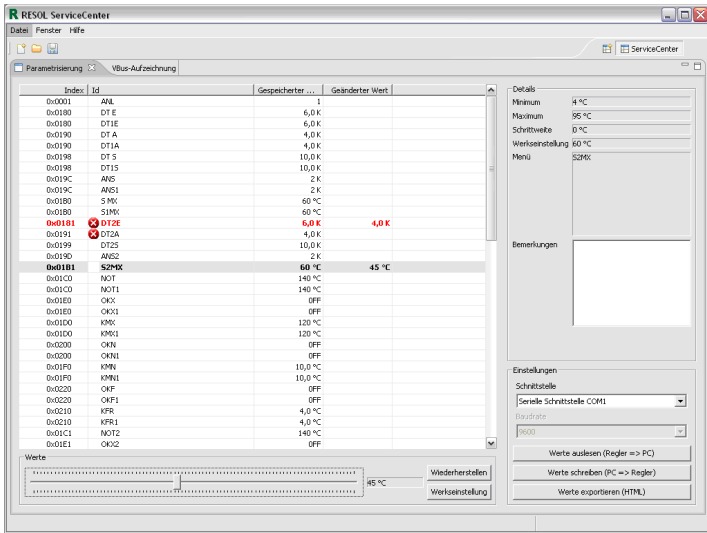 RESOL ServiceCenter
Datei Fenster Hilfe
ServiceCenter
Parametrisierung VBus-Aufzeichnung
Index Id Gespeicherter ... Geänderter Wert
0x0001 ANL 1
0x0180 DT E 6,0 K
0x0180 DT1E 6,0 K
0x0190 DT A 4,0 K
0x0190 DT1A 4,0 K
0x0198 DT S 10,0 K
0x0198 DT1S 10,0 K
0x019C ANS 2 K
0x019C ANS1 2 K
0x01B0 S MX 60 °C
0x01B0 S1MX 60 °C
0x0181 DT2E 6,0 K 4,0 K
0x0191 DT2A 4,0 K
0x0199 DT2S 10,0 K
0x019D ANS2 2 K
0x01B1 S2MX 60 °C 45 °C
0x01C0 NOT 140 °C
0x01C0 NOT1 140 °C
0x01E0 OKX OFF
0x01E0 OKX1 OFF
0x01D0 KMX 120 °C
0x01D0 KMX1 120 °C
0x0200 OKN OFF
0x0200 OKN1 OFF
0x01F0 KMN 10,0 °C
0x01F0 KMN1 10,0 °C
0x0220 OKF OFF
0x0220 OKF1 OFF
0x0210 KFR 4,0 °C
0x0210 KFR1 4,0 °C
0x01C1 NOT2 140 °C
0x01E1 OKX2 OFF
Werte
45 °C
Wiederherstellen
Werkseinstellung
Details
Minimum 4 °C
Maximum 95 °C
Schrittweite 0 °C
Werkseinstellung 60 °C
Menü S2MX
Bemerkungen
Einstellungen
Schnittstelle
Serielle Schnittstelle COM1
Baudrate
9600
Werte auslesen (Regler => PC)
Werte schreiben (PC => Regler)
Werte exportieren (HTML)